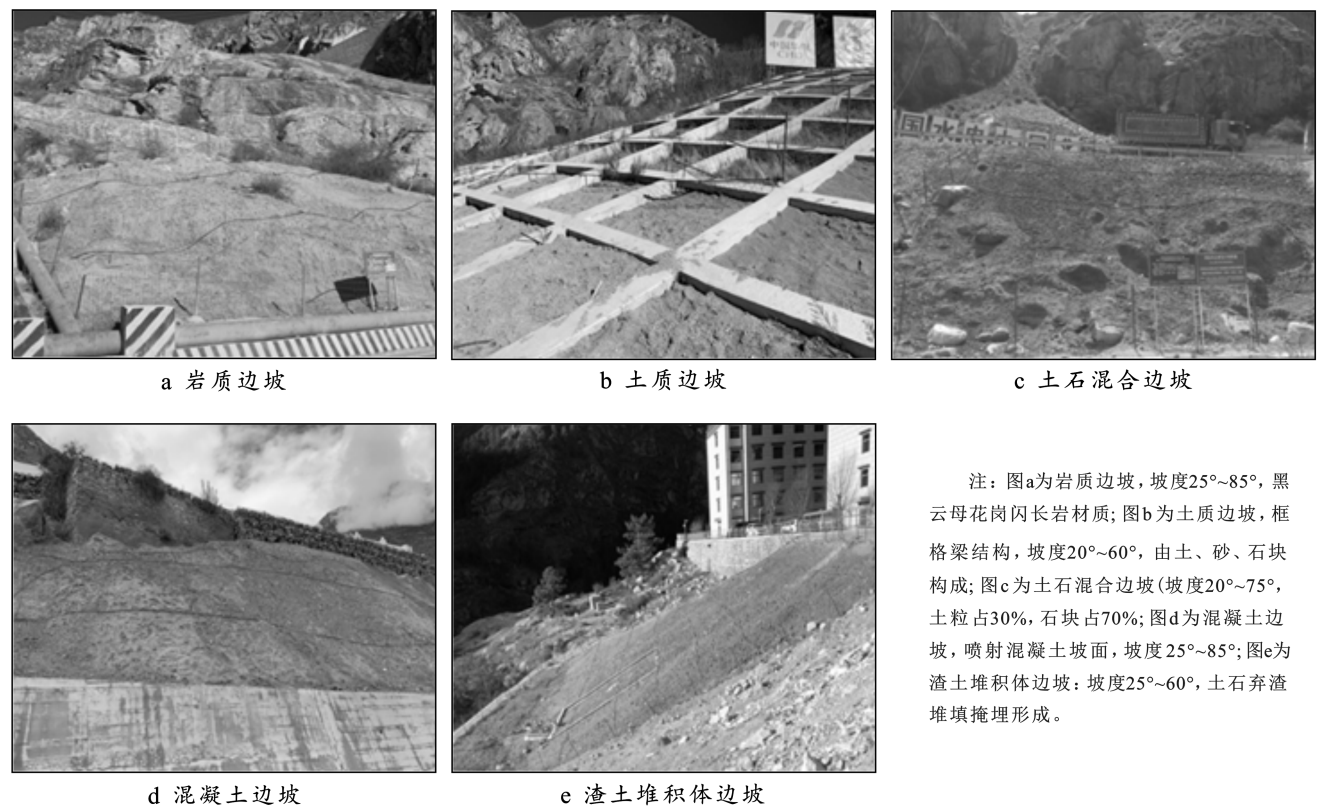 国水电十四局
a 岩质边坡
b 土质边坡
c 土石混合边坡
注：图a为岩质边坡，坡度25°~85°，黑
云母花岗闪长岩材质；图b为土质边坡，框
格梁结构，坡度20°~60°，由土、砂、石块
构成；图c为土石混合边坡(坡度20°~75°，
土粒占30%，石块占70%；图d为混凝土边
坡，喷射混凝土坡面，坡度25°~85°；图e为
渣土堆积体边坡：坡度25°~60°，土石弃渣
堆填掩埋形成。
d 混凝土边坡
e 渣土堆积体边坡